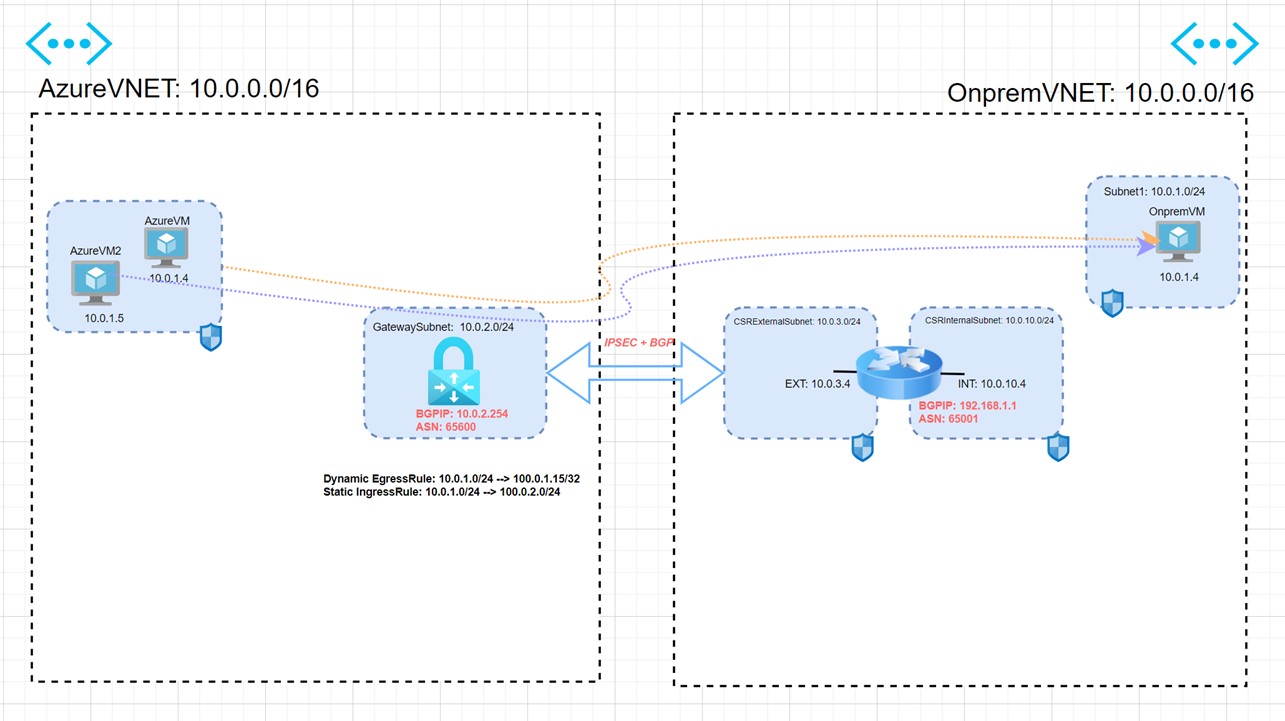 AzureVNET: 10.0.0.0/16
OnpremVNET: 10.0.0.0/16
AzureVM
10.0.1.4
AzureVM2
10.0.1.5
GatewaySubnet: 10.0.2.0/24
BGPIP: 10.0.2.254
ASN: 65600
Dynamic EgressRule: 10.0.1.0/24 --> 100.0.1.15/32
Static IngressRule: 10.0.1.0/24 --> 100.0.2.0/24
IPSEC + BGP
CSRExternalSubnet: 10.0.3.0/24
EXT: 10.0.3.4
CSRInternalSubnet: 10.0.10.0/24
INT: 10.0.10.4
BGPIP: 192.168.1.1
ASN: 65001
Subnet1: 10.0.1.0/24
OnpremVM
10.0.1.4